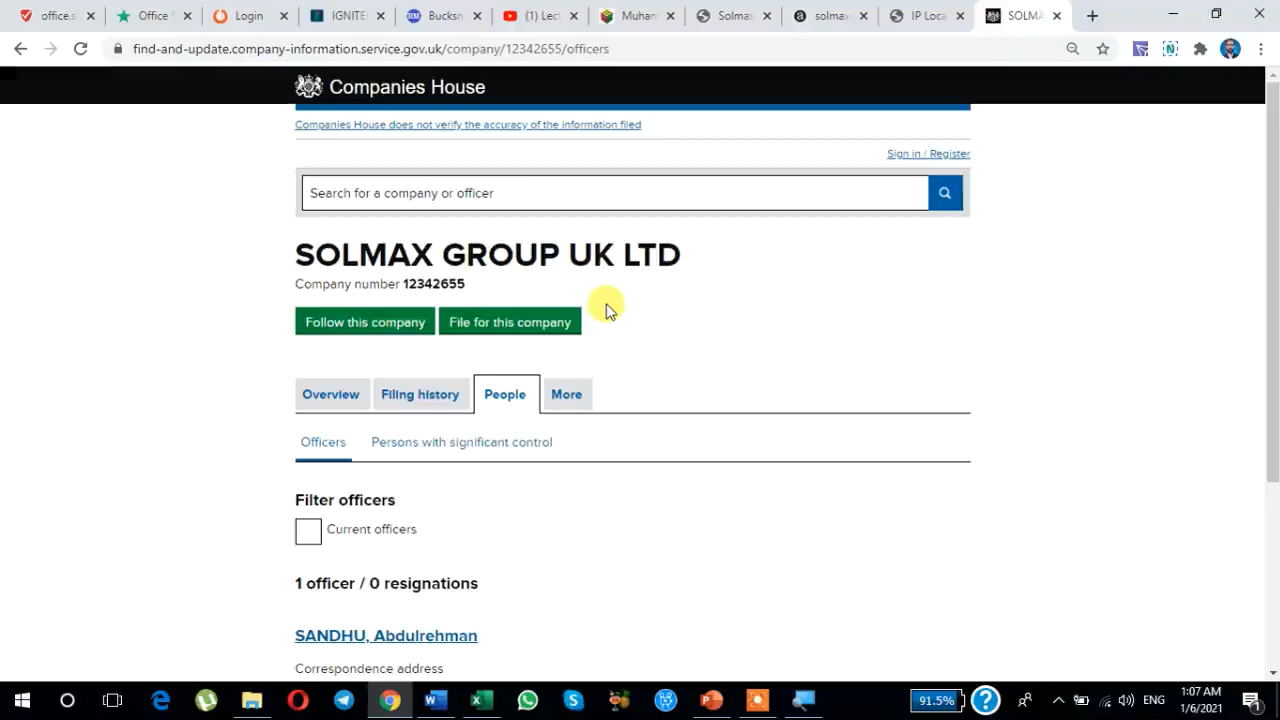 office.s
Office
Login
IGNITE
Bucksn
(1) Lect
Muham
Solmax
solmax
IP Loca
SOLMA
find-and-update.company-information.service.gov.uk/company/12342655/officers
Companies House
Companies House does not verify the accuracy of the information filed
Sign in / Register
Search for a company or officer
SOLMAX GROUP UK LTD
Company number 12342655
Follow this company
File for this company
Overview
Filing history
People
More
Officers
Persons with significant control
Filter officers
Current officers
1 officer / 0 resignations
SANDHU, Abdulrehman
Correspondence address
91.5%
ENG
1:07 AM
1/6/2021